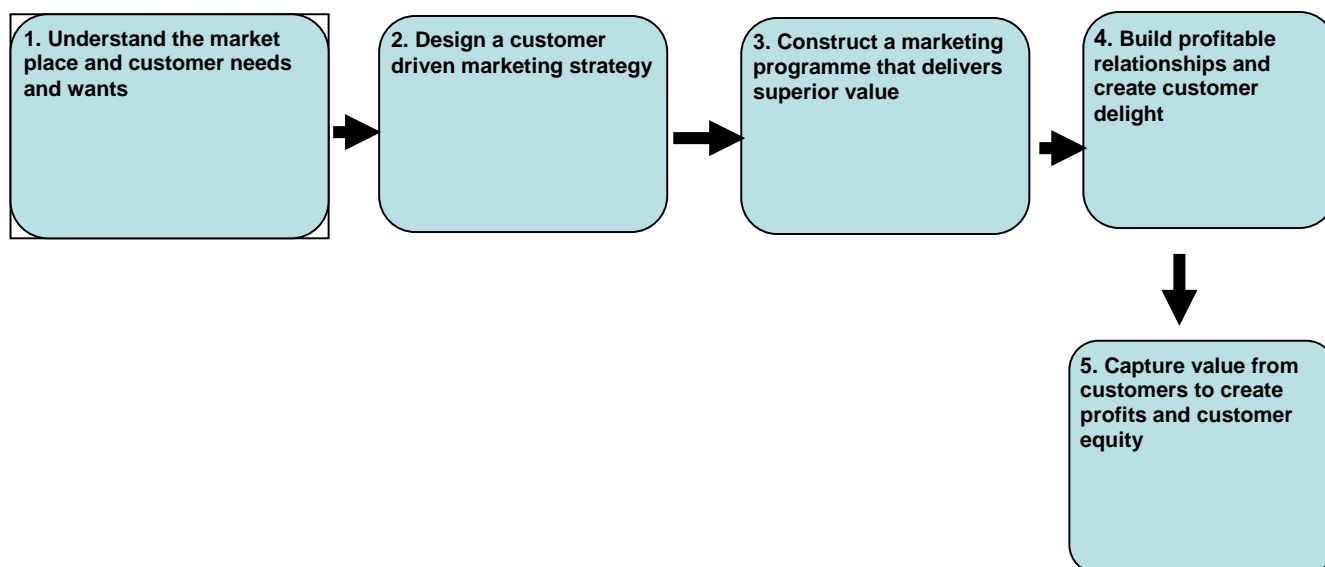 1. Understand the market
place and customer needs
and wants
2. Design a customer
driven marketing strategy
3. Construct a marketing
programme that delivers
superior value
4. Build profitable
relationships and
create customer
delight
5. Capture value from
customers to create
profits and customer
equity